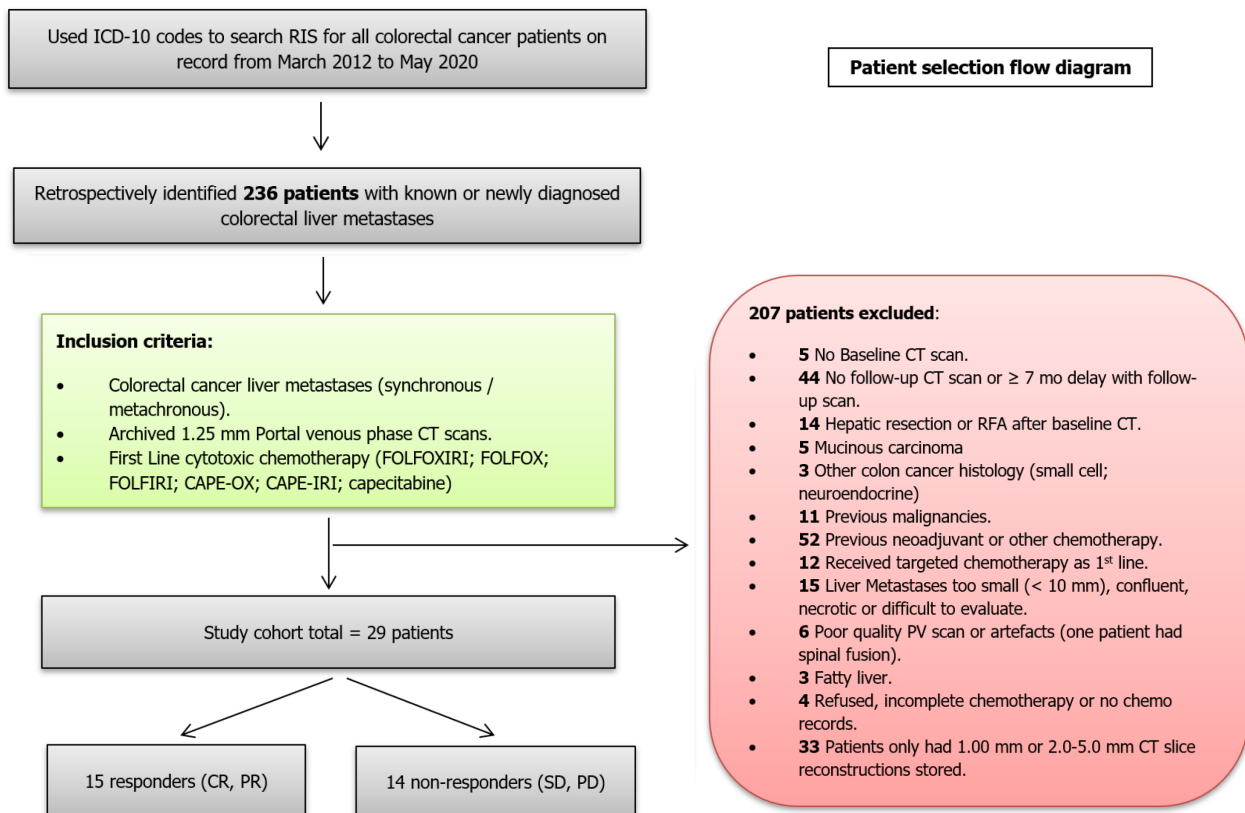 Used ICD-10 codes to search RIS for all colorectal cancer patients on
record from March 2012 to May 2020
Patient selection flow diagram
Retrospectively identified 236 patients with known or newly diagnosed
colorectal liver metastases
Inclusion criteria:
• Colorectal cancer liver metastases (synchronous /
metachronous).
• Archived 1.25 mm Portal venous phase CT scans.
• First Line cytotoxic chemotherapy (FOLFOXIRI; FOLFOX;
FOLFIRI; CAPE-OX; CAPE-IRI; capecitabine)
207 patients excluded:
• 5 No Baseline CT scan.
• 44 No follow-up CT scan or ≥ 7 mo delay with follow-
up scan.
• 14 Hepatic resection or RFA after baseline CT.
• 5 Mucinous carcinoma
• 3 Other colon cancer histology (small cell;
neuroendocrine)
• 11 Previous malignancies.
• 52 Previous neoadjuvant or other chemotherapy.
• 12 Received targeted chemotherapy as 1st line.
• 15 Liver Metastases too small (< 10 mm), confluent,
necrotic or difficult to evaluate.
• 6 Poor quality PV scan or artefacts (one patient had
spinal fusion).
• 3 Fatty liver.
• 4 Refused, incomplete chemotherapy or no chemo
records.
• 33 Patients only had 1.00 mm or 2.0-5.0 mm CT slice
reconstructions stored.
Study cohort total = 29 patients
15 responders (CR, PR)
14 non-responders (SD, PD)